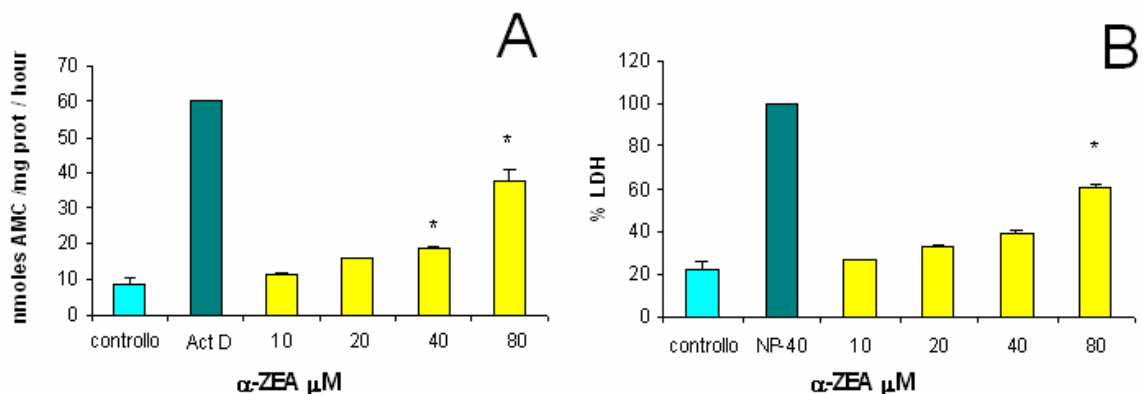 A
nmoles AMC /mg prot / hour
70
60
50
40
30
20
10
0
*
*
controllo Act D 10 20 40 80
α-ZEA μM
B
% LDH
120
100
80
60
40
20
0
*
controllo NP-40 10 20 40 80
α-ZEA μM